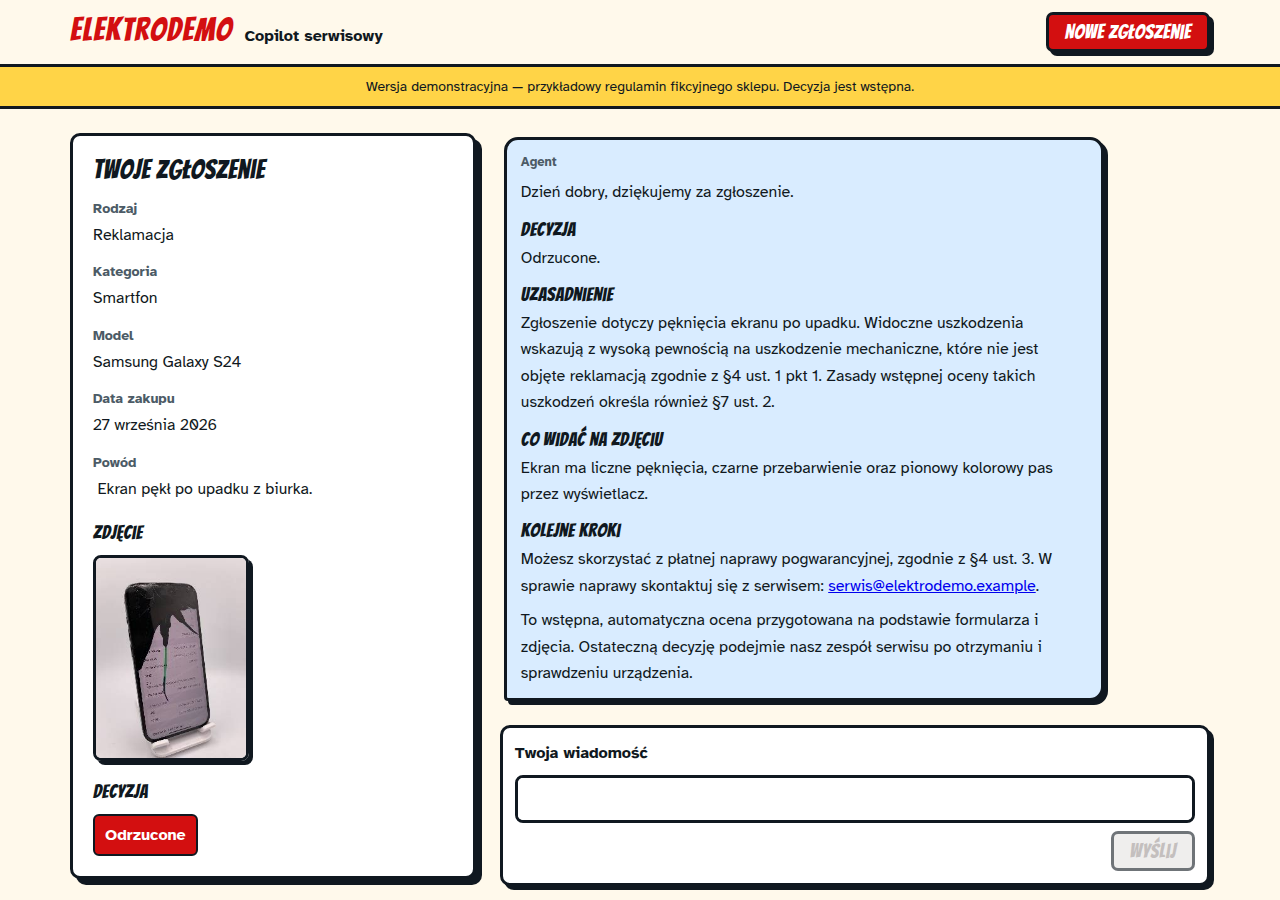 ELEKTRODEMO Copilot serwisowy
NOWE ZGŁOSZENIE
Wersja demonstracyjna — przykładowy regulamin fikcyjnego sklepu. Decyzja jest wstępna.
TWOJE ZGŁOSZENIE
Rodzaj
Reklamacja
Kategoria
Smartfon
Model
Samsung Galaxy S24
Data zakupu
27 września 2026
Powód
Ekran pękł po upadku z biurka.
ZDJĘCIE
DECYZJA
Odrzucone
Agent
Dzień dobry, dziękujemy za zgłoszenie.
DECYZJA
Odrzucone.
UZASADNIENIE
Zgłoszenie dotyczy pęknięcia ekranu po upadku. Widoczne uszkodzenia
wskazują z wysoką pewnością na uszkodzenie mechaniczne, które nie jest
objęte reklamacją zgodnie z §4 ust. 1 pkt 1. Zasady wstępnej oceny takich
uszkodzeń określa również §7 ust. 2.
CO WIDAĆ NA ZDJĘCIU
Ekran ma liczne pęknięcia, czarne przebarwienie oraz pionowy kolorowy pas
przez wyświetlacz.
KOLEJNE KROKI
Możesz skorzystać z płatnej naprawy pogwarancyjnej, zgodnie z §4 ust. 3. W
sprawie naprawy skontaktuj się z serwisem: serwis@elektrodemo.example.
To wstępna, automatyczna ocena przygotowana na podstawie formularza i
zdjęcia. Ostateczną decyzję podejmie nasz zespół serwisu po otrzymaniu i
sprawdzeniu urządzenia.
Twoja wiadomość
WYŚLIJ